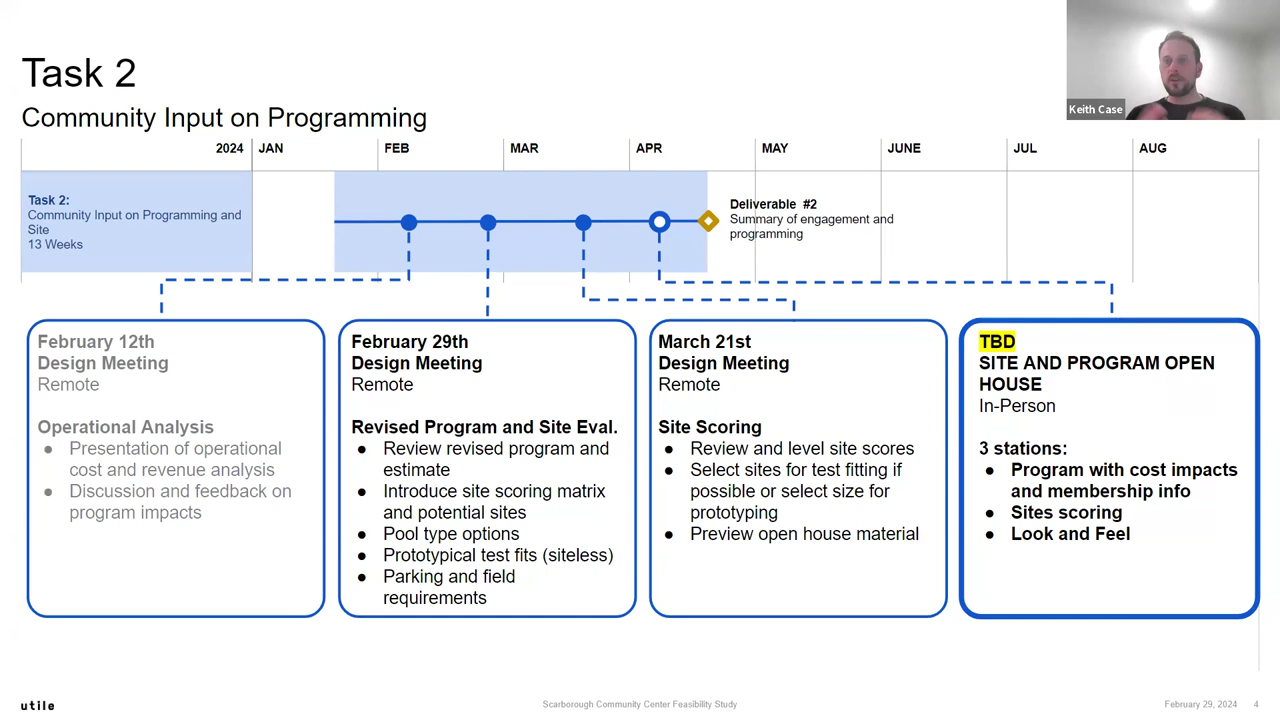 Task 2
Community Input on Programming
Keith Case
2024 JAN FEB MAR APR MAY JUNE JUL AUG
Task 2:
Community Input on Programming and
Site
13 Weeks
Deliverable #2
Summary of engagement and
programming
February 12th
Design Meeting
Remote
Operational Analysis
● Presentation of operational
cost and revenue analysis
● Discussion and feedback on
program impacts
February 29th
Design Meeting
Remote
Revised Program and Site Eval.
● Review revised program and
estimate
● Introduce site scoring matrix
and potential sites
● Pool type options
● Prototypical test fits (siteless)
● Parking and field
requirements
March 21st
Design Meeting
Remote
Site Scoring
● Review and level site scores
● Select sites for test fitting if
possible or select size for
prototyping
● Preview open house material
TBD
SITE AND PROGRAM OPEN
HOUSE
In-Person
3 stations:
● Program with cost impacts
and membership info
● Sites scoring
● Look and Feel
utile
Scarborough Community Center Feasibility Study
February 29, 2024 4